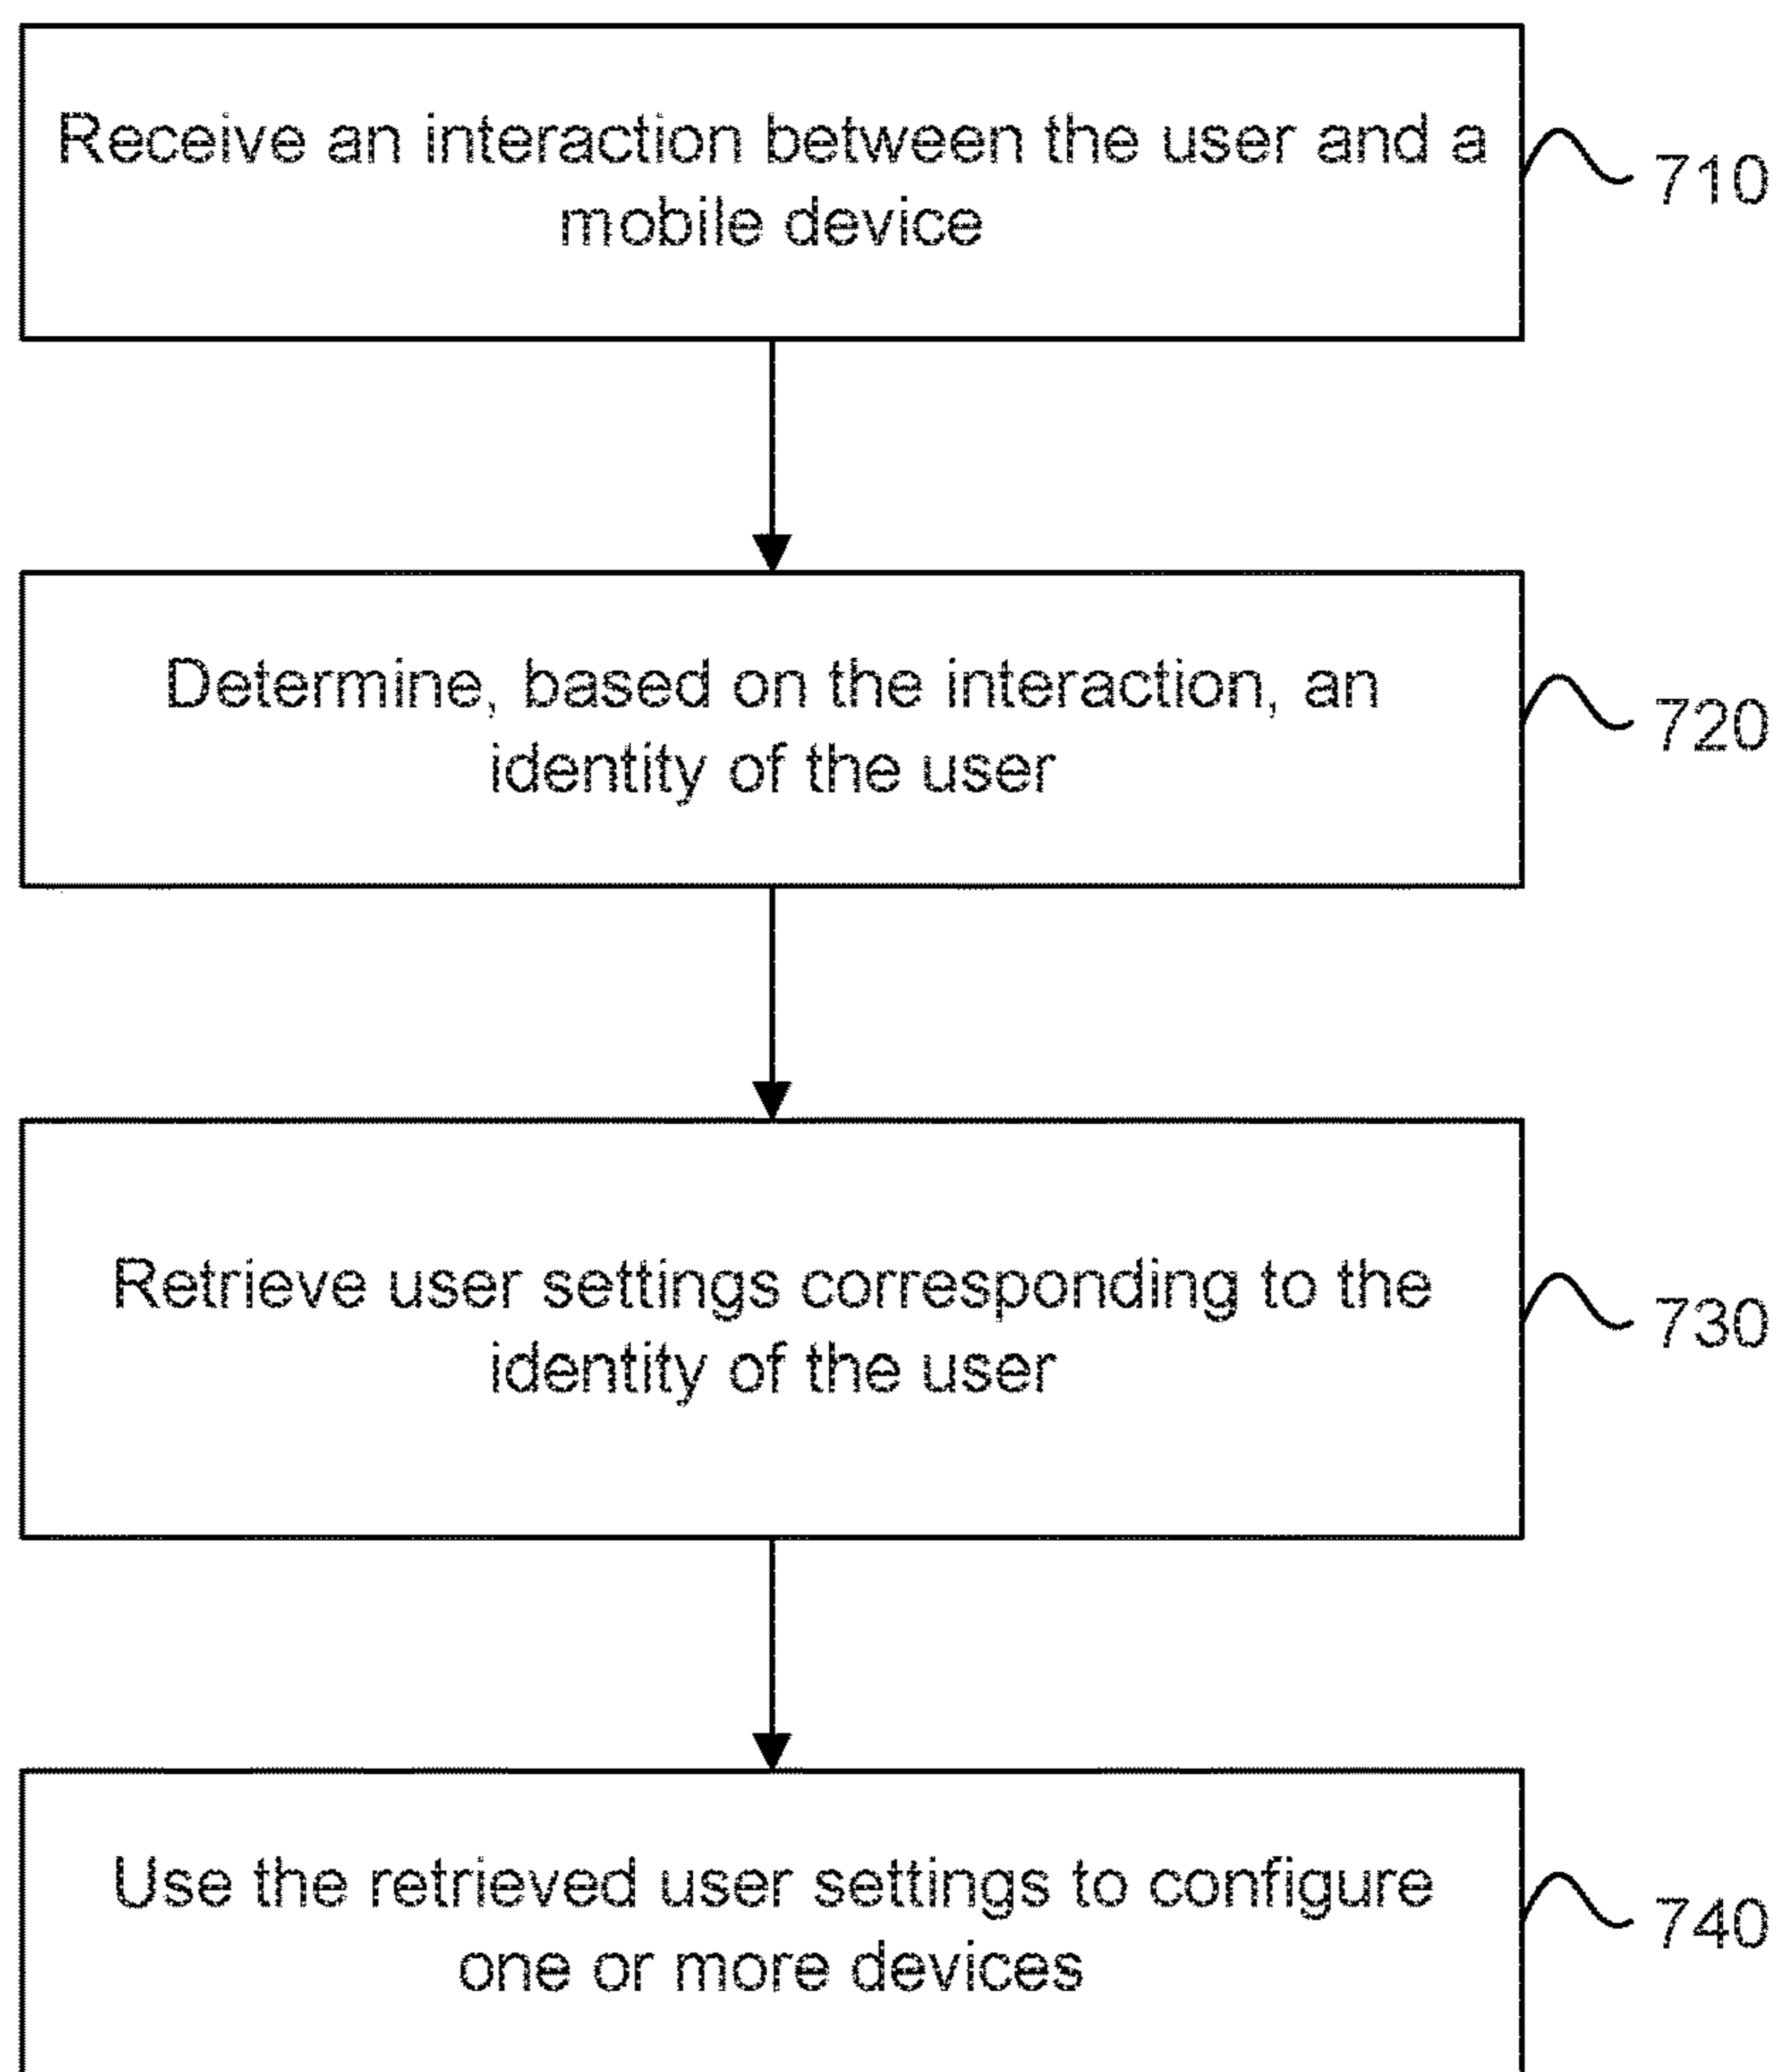 Receive an interaction between the user and a
mobile device
710
Determine, based on the interaction, an
identity of the user
720
Retrieve user settings corresponding to the
identity of the user
730
Use the retrieved user settings to configure
one or more devices
740